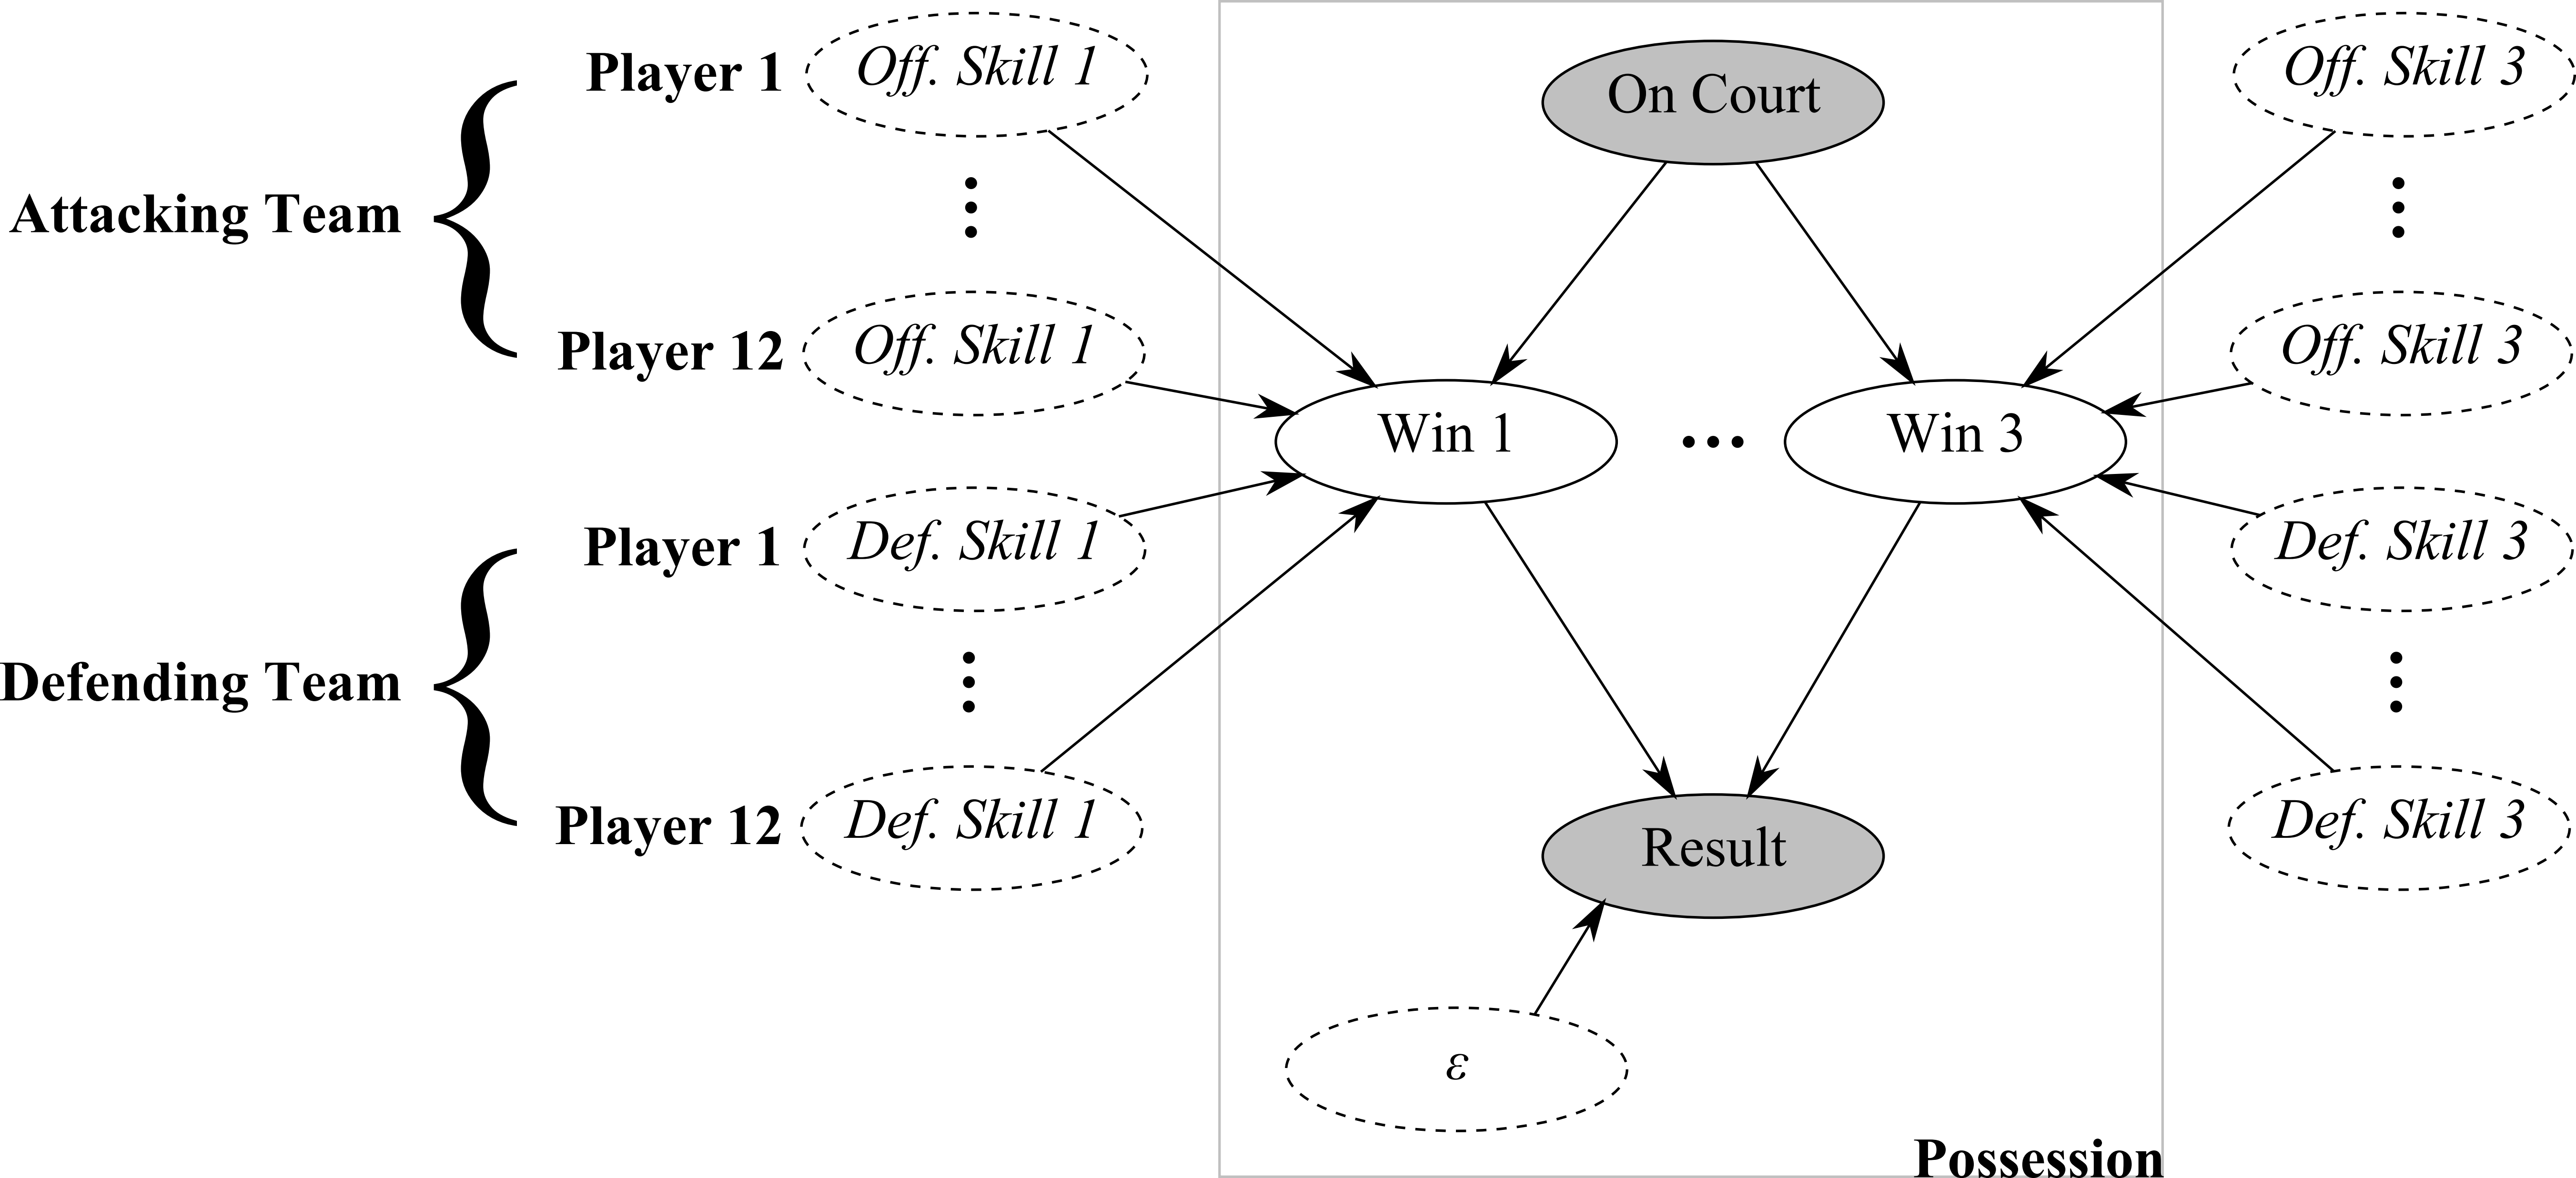 Player 1 Off. Skill 1
On Court
Off. Skill 3
Attacking Team
Player 12 Off. Skill 1
Off. Skill 3
Win 1
Win 3
Player 1 Def. Skill 1
Def. Skill 3
Defending Team
Player 12 Def. Skill 1
Result
Def. Skill 3
ε
Possession